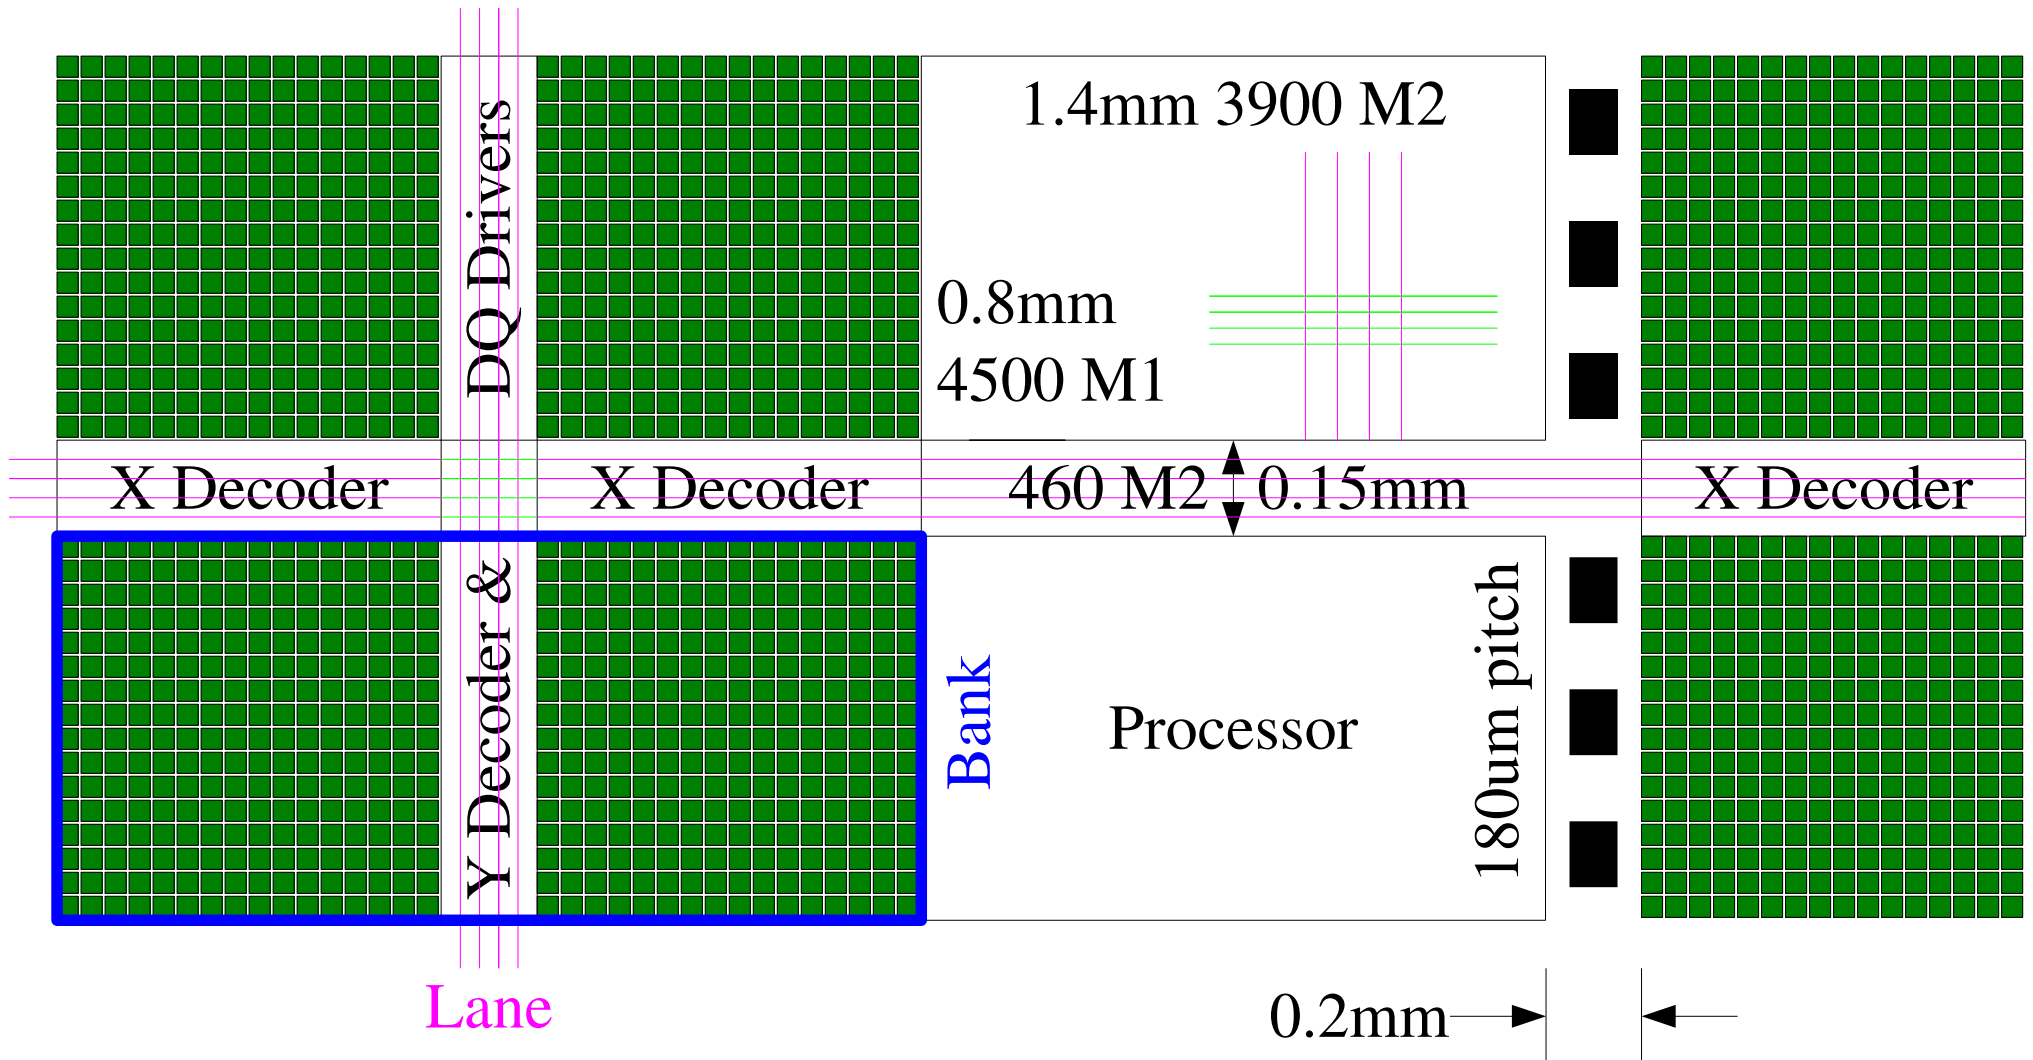 1.4mm 3900 M2
DQ Drivers
0.8mm
4500 M1
X Decoder
X Decoder
460 M2
0.15mm
X Decoder
Y Decoder &
Bank
Processor
180um pitch
Lane
0.2mm